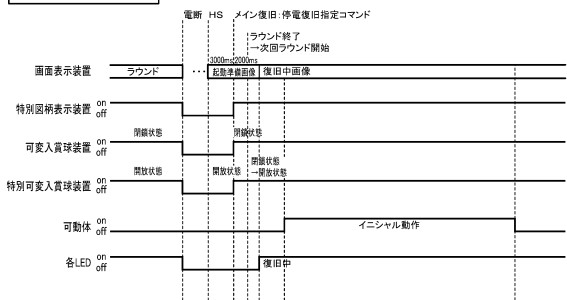 電断 HS メイン復旧:停電復旧指定コマンド
ラウンド終了
→次回ラウンド開始
3000ms 2000ms
画面表示装置 ラウンド ･･･ 起動準備画像 復旧中画像
特別図柄表示装置 on
off
閉鎖状態 閉鎖状態
可変入賞球装置 on
off
閉鎖状態
→開放状態
開放状態 開放状態
特別可変入賞球装置 on
off
可動体 on
off
イニシャル動作
各LED on
off
復旧中